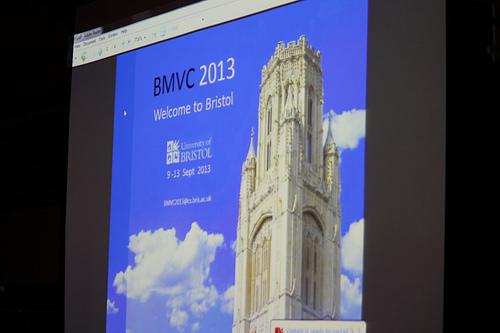 BMVC 2013
Welcome to Bristol
University of
BRISTOL
9 -13 Sept 2013
BMVC2013@cs.bris.ac.uk